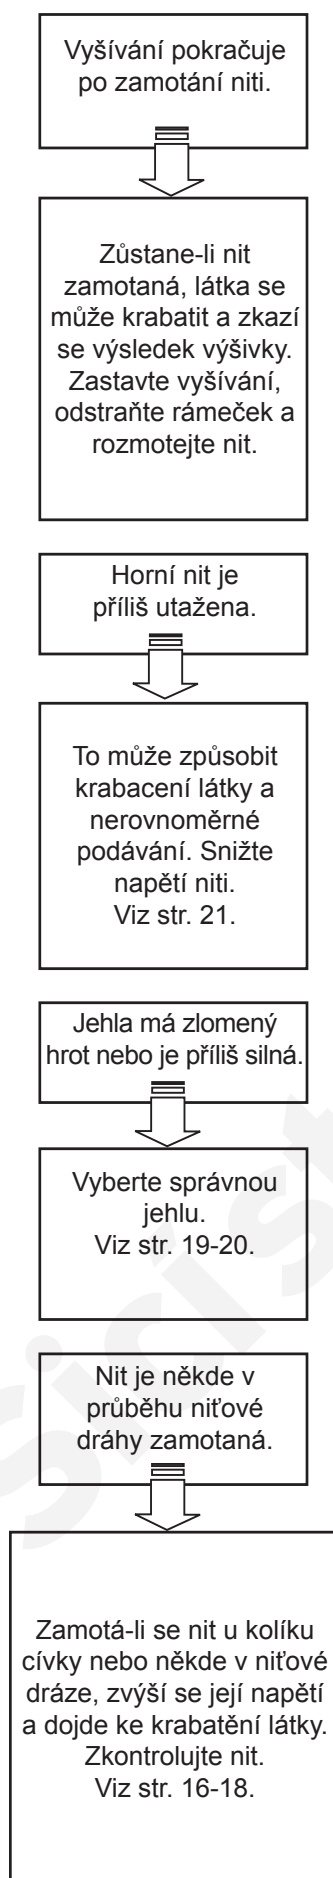 Vyšívání pokračuje
po zamotání niti.
Zůstane-li nit
zamotaná, látka se
může krabatit a zkazí
se výsledek výšivky.
Zastavte vyšívání,
odstraňte rámeček a
rozmotejte nit.
Horní nit je
příliš utažena.
To může způsobit
krabacení látky a
nerovnoměrné
podávání. Snižte
napětí niti.
Viz str. 21.
Jehla má zlomený
hrot nebo je příliš silná.
Vyberte správnou
jehlu.
Viz str. 19-20.
Nit je někde v
průběhu niťové
dráhy zamotaná.
Zamotá-li se nit u kolíku
cívky nebo někde v niťové
dráze, zvýší se její napětí
a dojde ke krabatění látky.
Zkontrolujte nit.
Viz str. 16-18.